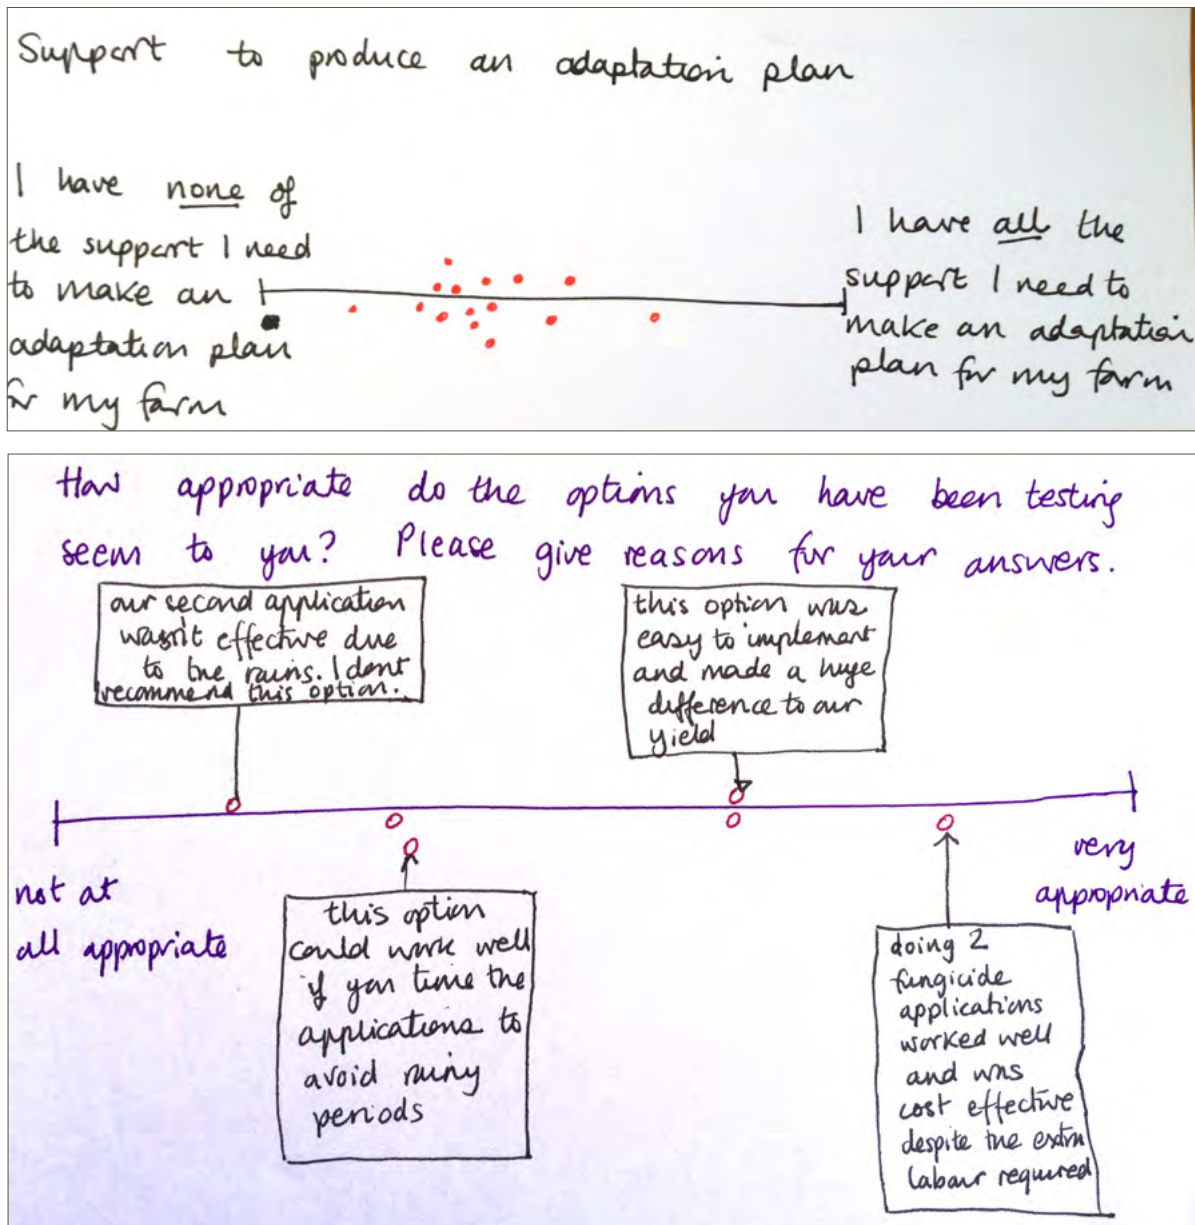 Support to produce an adaptation plan
I have none of
the support I need
to make an
adaptation plan
for my farm
I have all the
support I need to
make an adaptation
plan for my farm
How appropriate do the options you have been testing
seem to you? Please give reasons for your answers.
our second application
wasn't effective due
to the rains. I dont
recommend this option.
this option was
easy to implement
and made a huge
difference to our
yield
not at
all appropriate
very
appropriate
this option
could work well
if you time the
applications to
avoid rainy
periods
doing 2
fungicide
applications
worked well
and was
cost effective
despite the extra
labour required